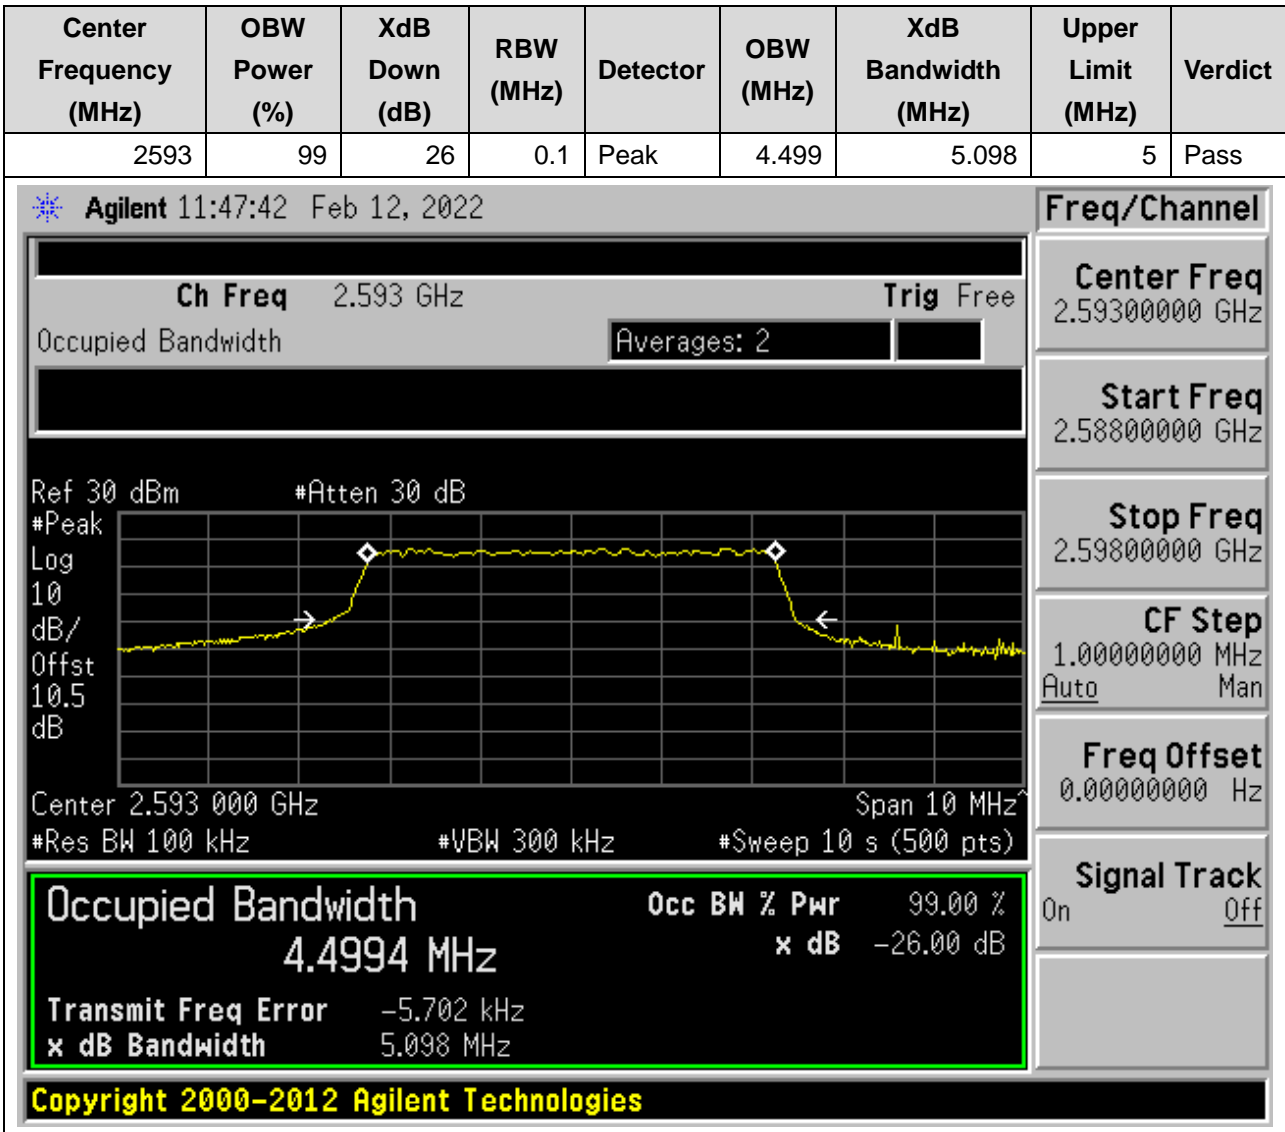 Center Frequency (MHz) OBW Power (%) XdB Down (dB) RBW (MHz) Detector OBW (MHz) XdB Bandwidth (MHz) Upper Limit (MHz) Verdict
2593 99 26 0.1 Peak 4.499 5.098 5 Pass
Agilent 11:47:42 Feb 12, 2022
Freq/Channel
Ch Freq 2.593 GHz Trig Free
Occupied Bandwidth Averages: 2
Center Freq
2.59300000 GHz
Start Freq
2.58800000 GHz
Stop Freq
2.59800000 GHz
CF Step
1.00000000 MHz
Auto Man
Freq Offset
0.00000000 Hz
Signal Track
On Off
Ref 30 dBm #Atten 30 dB
#Peak
Log
10
dB/
Offst
10.5
dB
Center 2.593 000 GHz Span 10 MHz^
#Res BW 100 kHz #VBW 300 kHz #Sweep 10 s (500 pts)
Occupied Bandwidth
4.4994 MHz
Occ BW % Pwr 99.00 %
x dB -26.00 dB
Transmit Freq Error -5.702 kHz
x dB Bandwidth 5.098 MHz
Copyright 2000-2012 Agilent Technologies